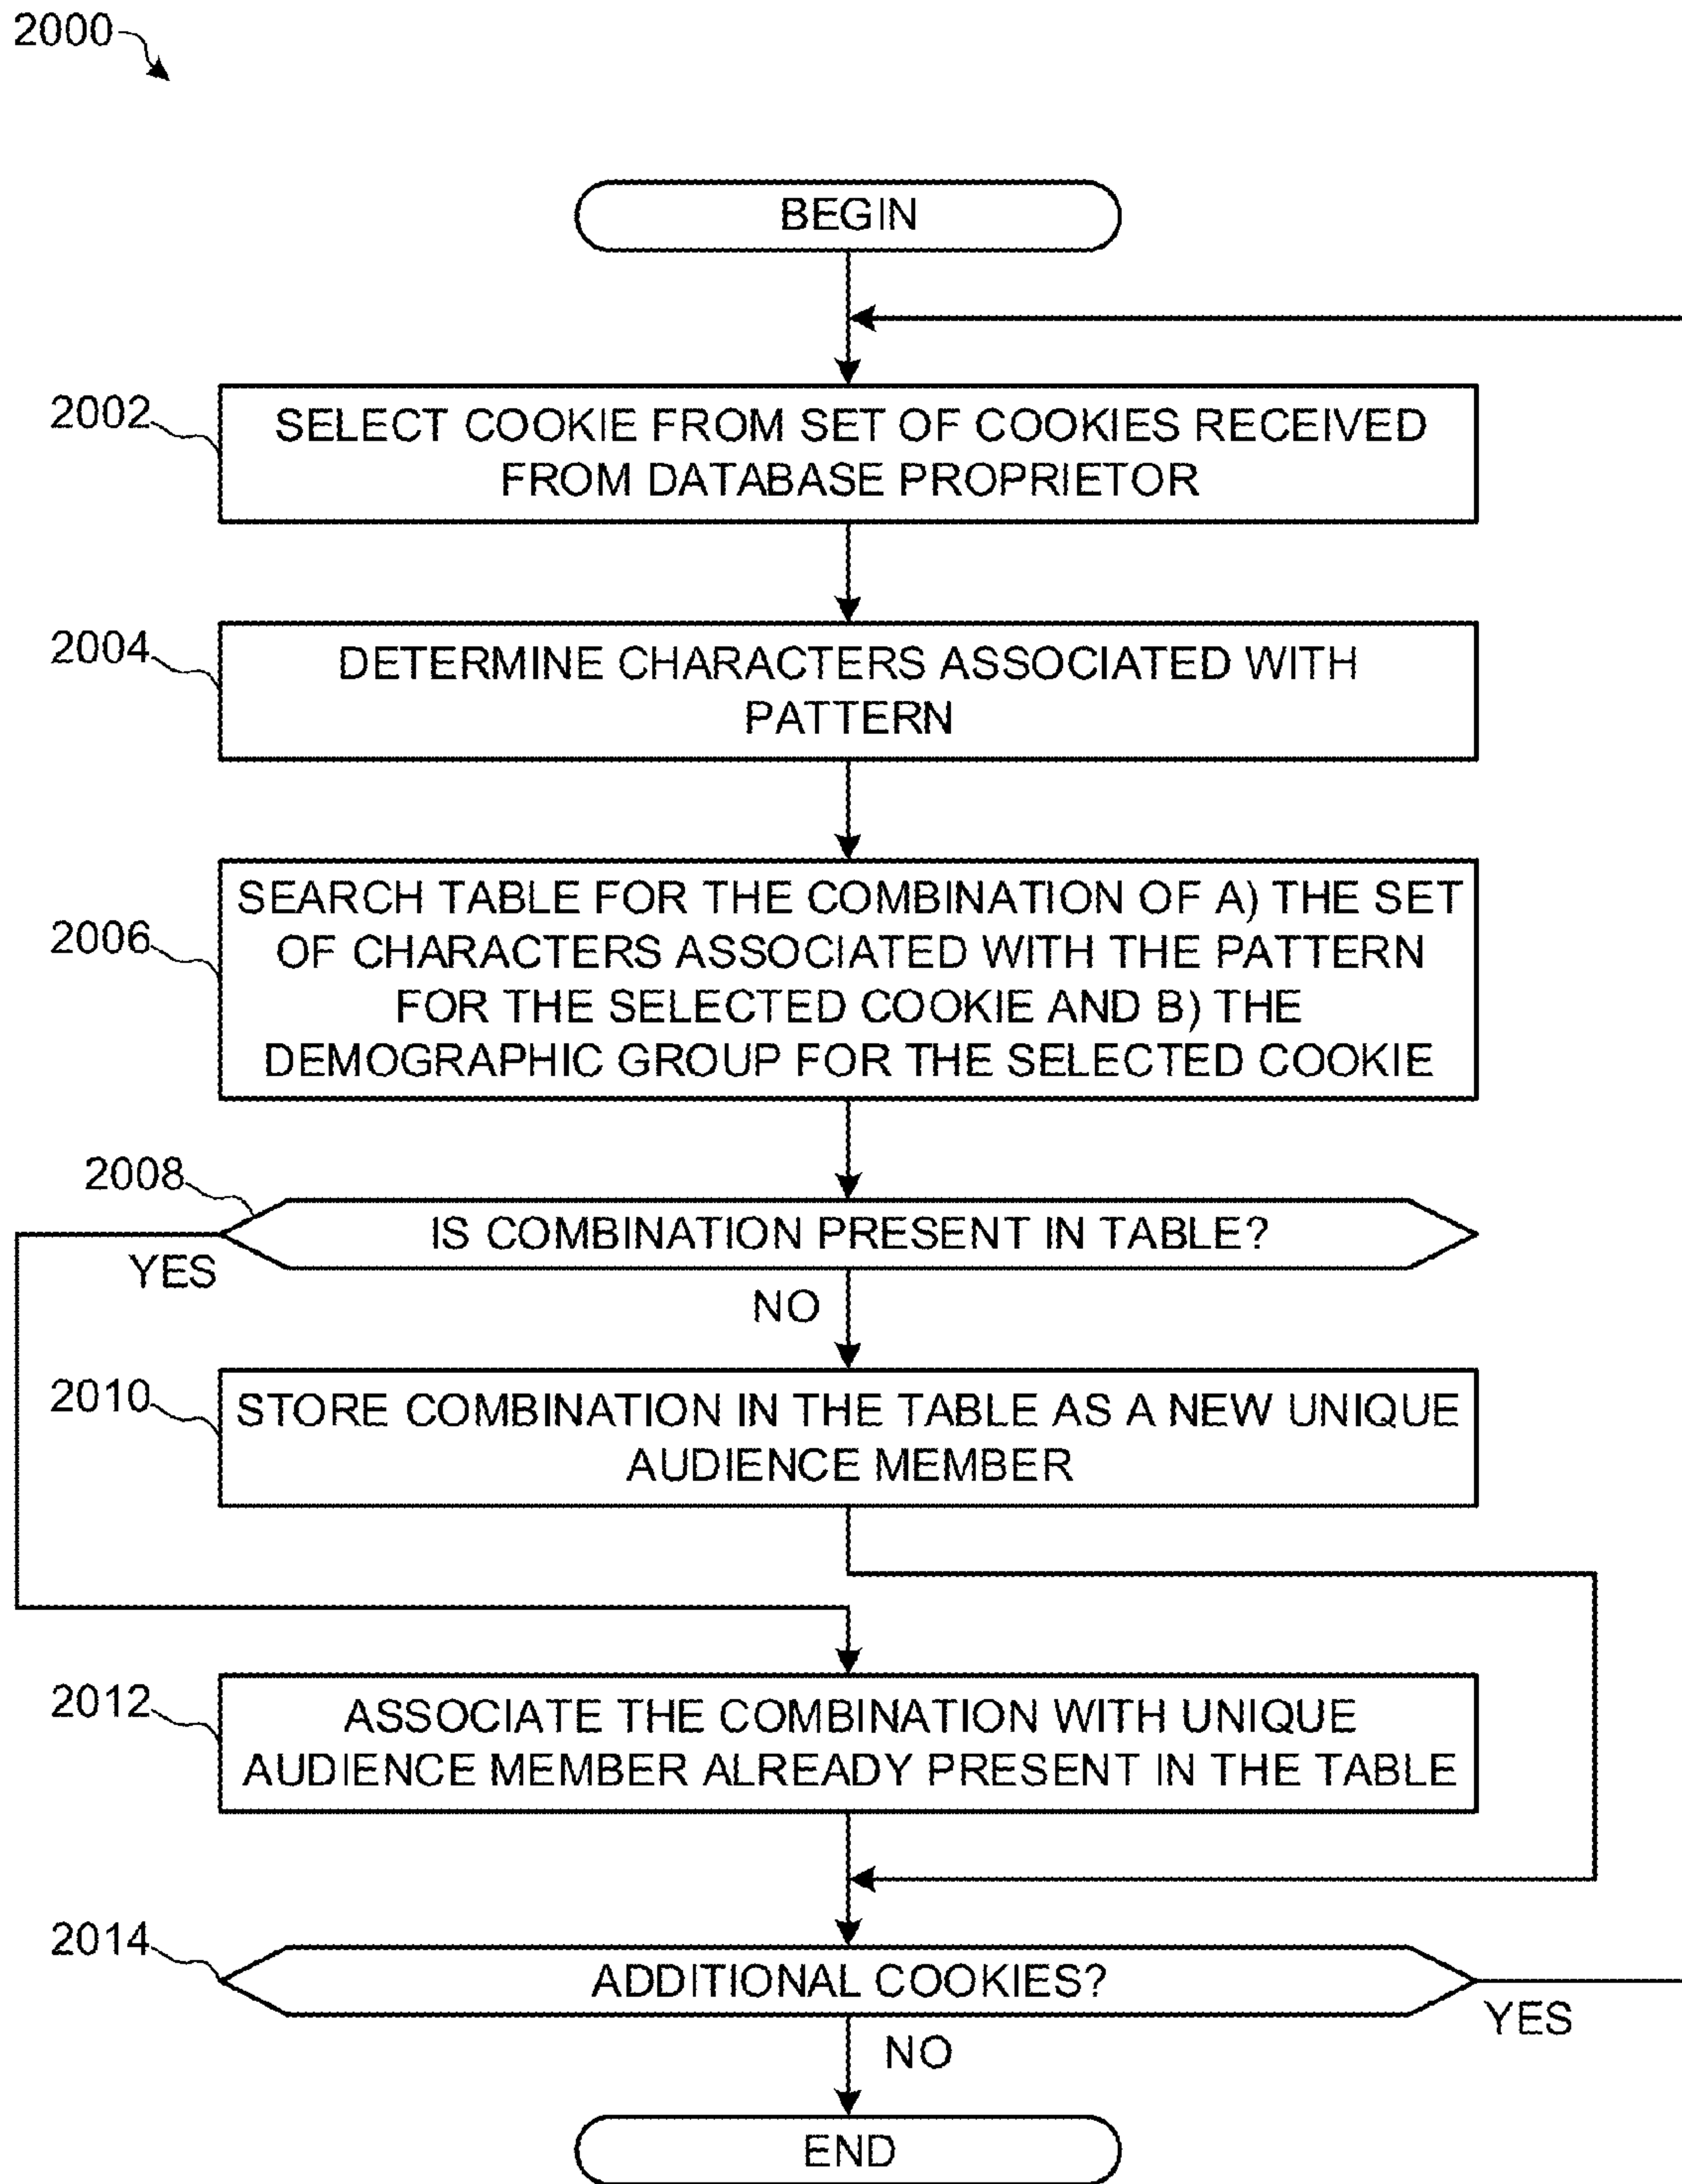 2000
BEGIN
2002
SELECT COOKIE FROM SET OF COOKIES RECEIVED
FROM DATABASE PROPRIETOR
2004
DETERMINE CHARACTERS ASSOCIATED WITH
PATTERN
2006
SEARCH TABLE FOR THE COMBINATION OF A) THE SET
OF CHARACTERS ASSOCIATED WITH THE PATTERN
FOR THE SELECTED COOKIE AND B) THE
DEMOGRAPHIC GROUP FOR THE SELECTED COOKIE
2008
IS COMBINATION PRESENT IN TABLE?
YES
NO
2010
STORE COMBINATION IN THE TABLE AS A NEW UNIQUE
AUDIENCE MEMBER
2012
ASSOCIATE THE COMBINATION WITH UNIQUE
AUDIENCE MEMBER ALREADY PRESENT IN THE TABLE
2014
ADDITIONAL COOKIES?
YES
NO
END